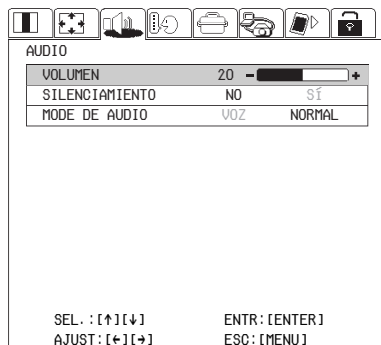 AUDIO
VOLUMEN 20 - +
SILENCIAMIENTO NO SÍ
MODE DE AUDIO VOZ NORMAL
SEL.:[↑][↓] ENTR:[ENTER]
AJUST:[←][→] ESC:[MENU]